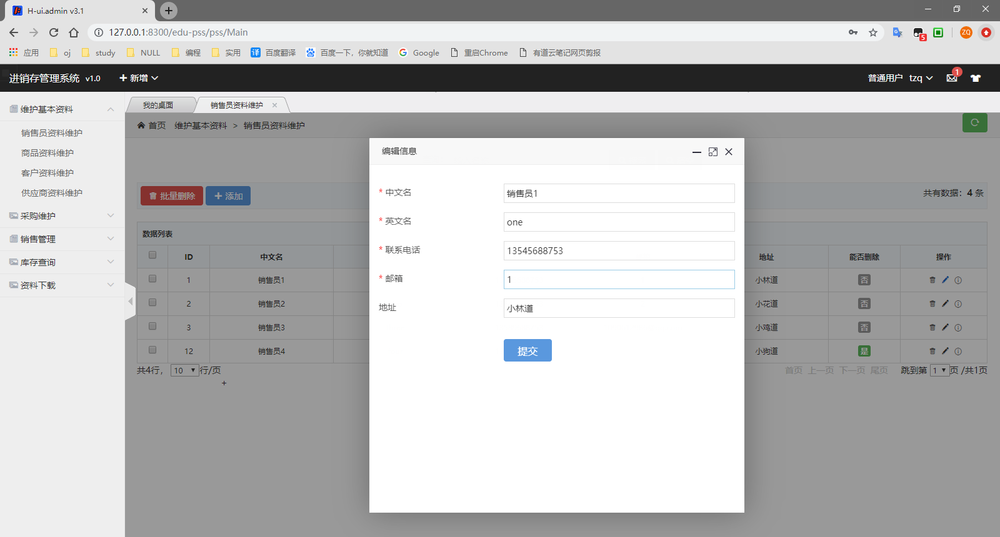 H-ui.admin v3.1
127.0.0.1:8300/edu-pss/pss/Main
5
ZQ
应用 oj study NULL 编程 实用 译 百度翻译 百度一下，你就知道 Google 重启Chrome 有道云笔记网页剪报
进销存管理系统 v1.0 新增 普通用户 tzq 1
维护基本资料
销售员资料维护
商品资料维护
客户资料维护
供应商资料维护
采购维护
销售管理
库存查询
资料下载
我的桌面 销售员资料维护
首页 维护基本资料 > 销售员资料维护
批量删除 添加 共有数据：4 条
数据列表
ID 中文名 地址 能否删除 操作
1 销售员1 小林道 否
2 销售员2 小花道 否
3 销售员3 小鸡道 否
12 销售员4 小狗道 是
共4行， 10 行/页 首页 上一页 下一页 尾页 跳到第 1 页 /共1页
编辑信息
* 中文名 销售员1
* 英文名 one
* 联系电话 13545688753
* 邮箱 1
地址 小林道
提交